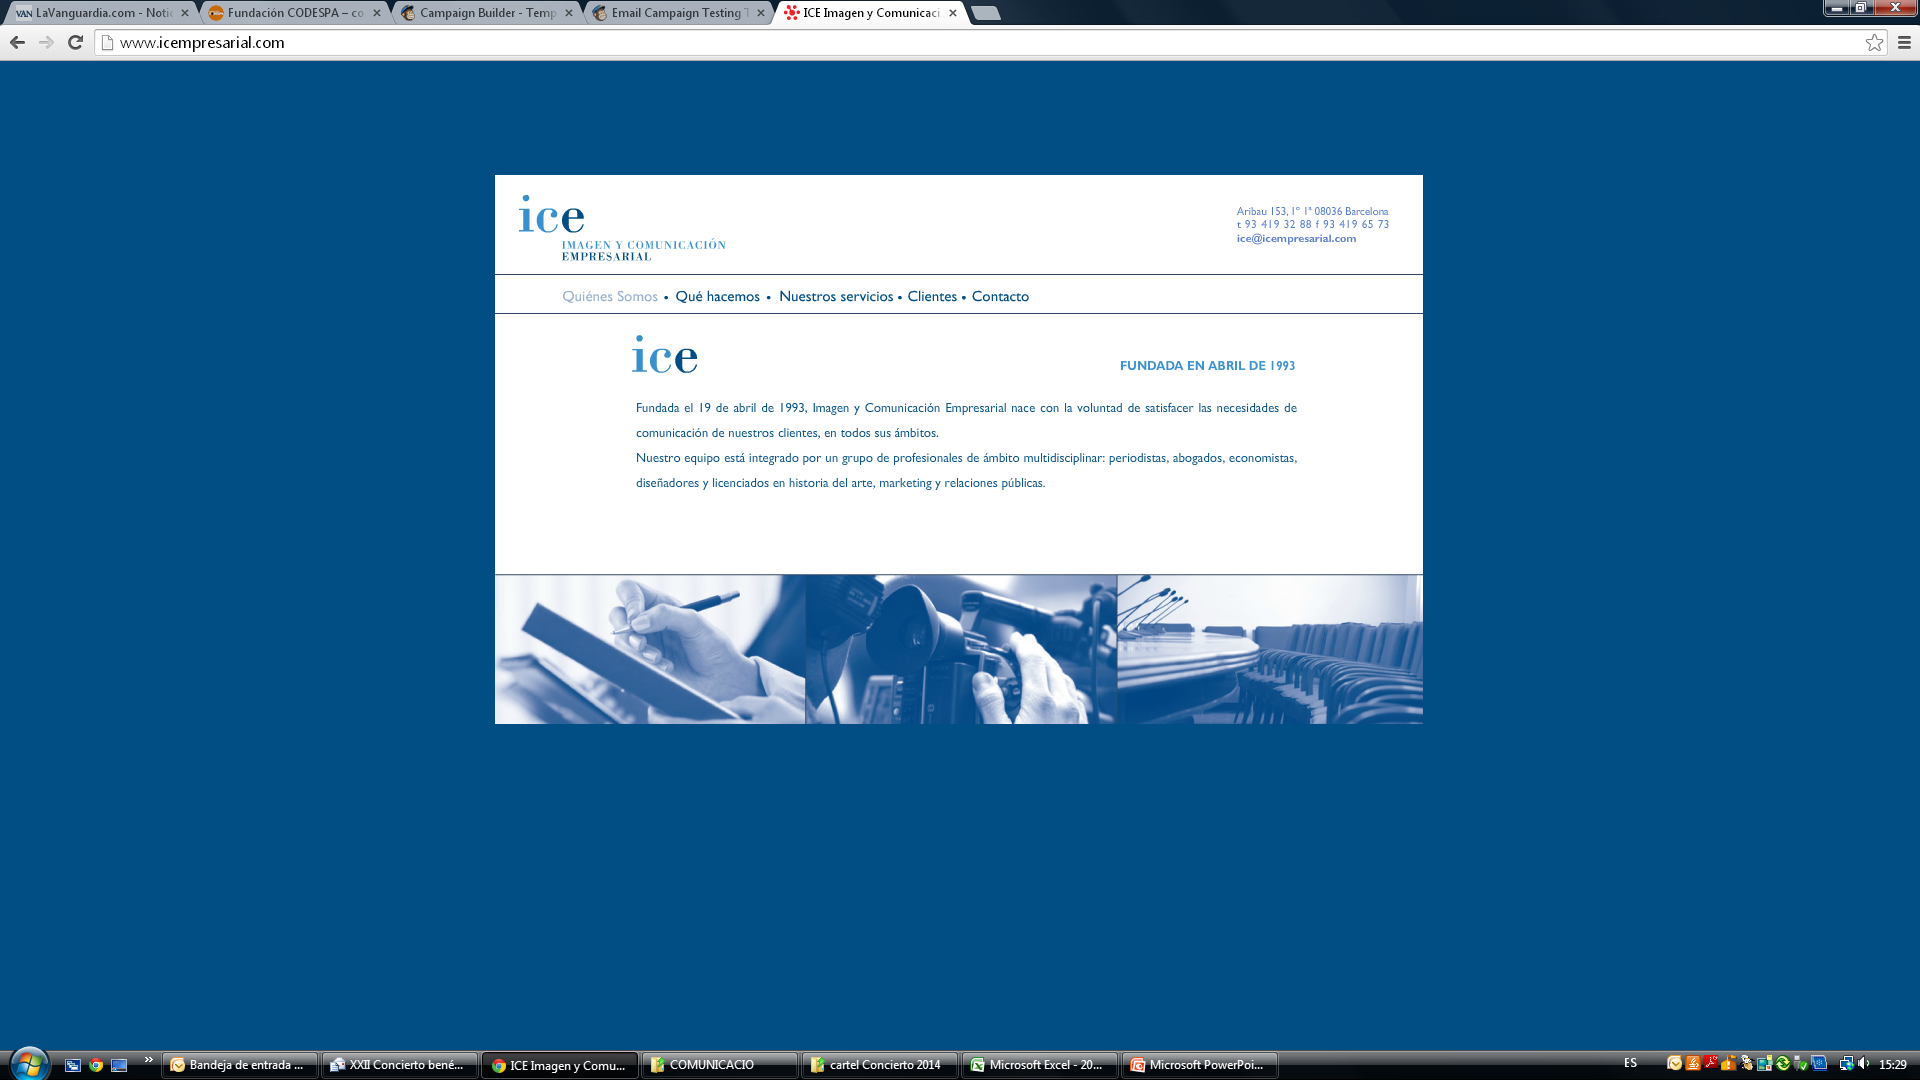 LaVanguardia.com - Notic
Fundación CODESPA – co
Campaign Builder - Temp
Email Campaign Testing T
ICE Imagen y Comunicaci
www.icempresarial.com
ice
IMAGEN Y COMUNICACIÓN
EMPRESARIAL
Aribau 153, 1º 1ª 08036 Barcelona
t 93 419 32 88 f 93 419 65 73
ice@icempresarial.com
Quiénes Somos • Qué hacemos • Nuestros servicios • Clientes • Contacto
ice
FUNDADA EN ABRIL DE 1993
Fundada el 19 de abril de 1993, Imagen y Comunicación Empresarial nace con la voluntad de satisfacer las necesidades de
comunicación de nuestros clientes, en todos sus ámbitos.
Nuestro equipo está integrado por un grupo de profesionales de ámbito multidisciplinar: periodistas, abogados, economistas,
diseñadores y licenciados en historia del arte, marketing y relaciones públicas.
Bandeja de entrada ...
XXII Concierto bené...
ICE Imagen y Comu...
COMUNICACIO
cartel Concierto 2014
Microsoft Excel - 20...
Microsoft PowerPoi...
ES
15:29